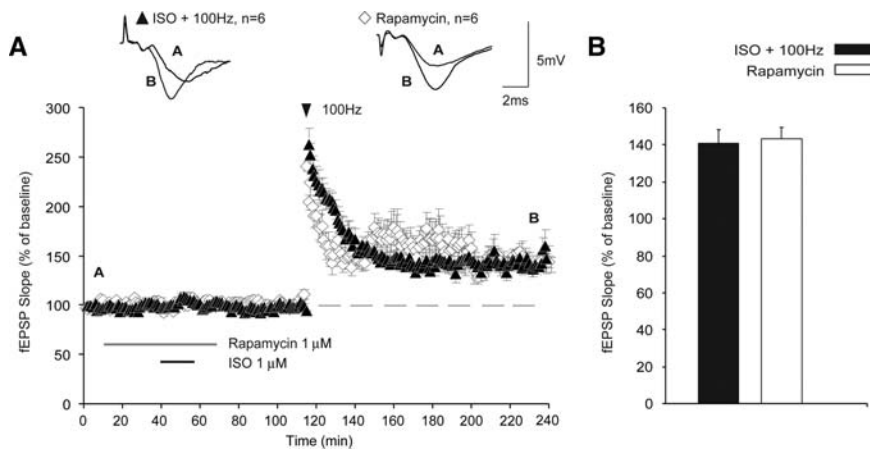 A
▲ ISO + 100Hz, n=6
◇ Rapamycin, n=6
A
B
A
B
5mV
2ms
fEPSP Slope (% of baseline)
300
250
200
150
100
50
0
▼ 100Hz
A
B
Rapamycin 1 μM
ISO 1 μM
0 20 40 60 80 100 120 140 160 180 200 220 240
Time (min)
B
ISO + 100Hz
Rapamycin
fEPSP Slope (% of baseline)
160
140
120
100
80
60
40
20
0